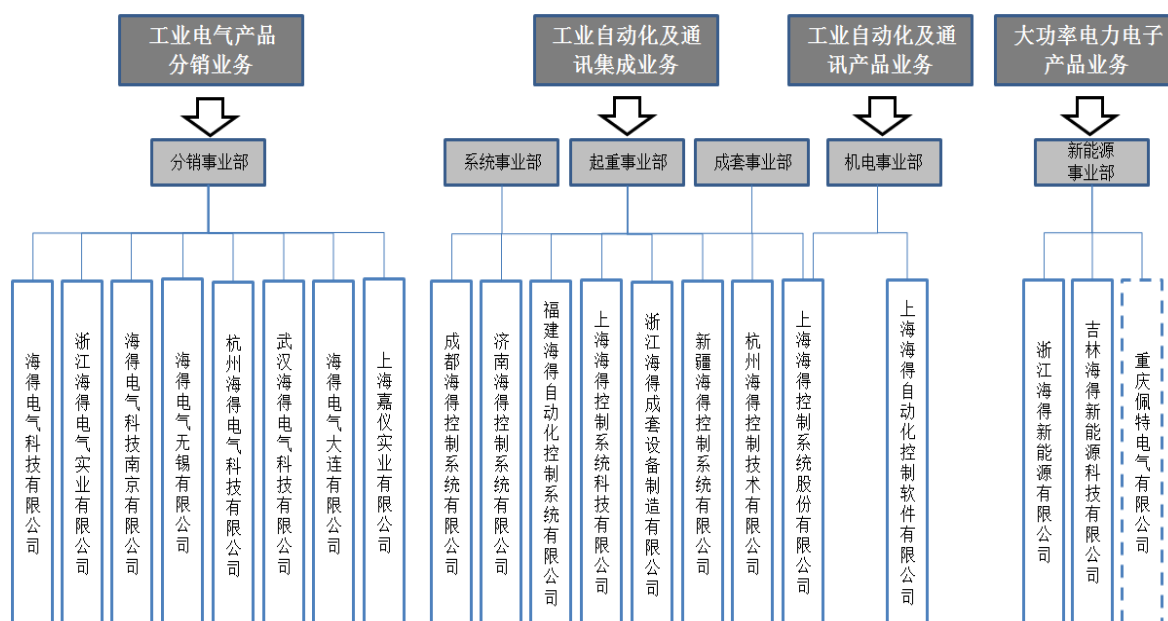 工业电气产品
分销业务
工业自动化及通
讯集成业务
工业自动化及通
讯产品业务
大功率电力电子
产品业务
分销事业部
系统事业部
起重事业部
成套事业部
机电事业部
新能源
事业部
海得电气科技有限公司
浙江海得电气实业有限公司
海得电气科技南京有限公司
海得电气无锡有限公司
杭州海得电气科技有限公司
武汉海得电气科技有限公司
海得电气大连有限公司
上海嘉仪实业有限公司
成都海得控制系统有限公司
济南海得控制系统有限公司
福建海得自动化控制系统有限公司
上海海得控制系统科技有限公司
浙江海得成套设备制造有限公司
新疆海得控制系统有限公司
杭州海得控制技术有限公司
上海海得控制系统股份有限公司
上海海得自动化控制软件有限公司
浙江海得新能源有限公司
吉林海得新能源科技有限公司
重庆佩特电气有限公司